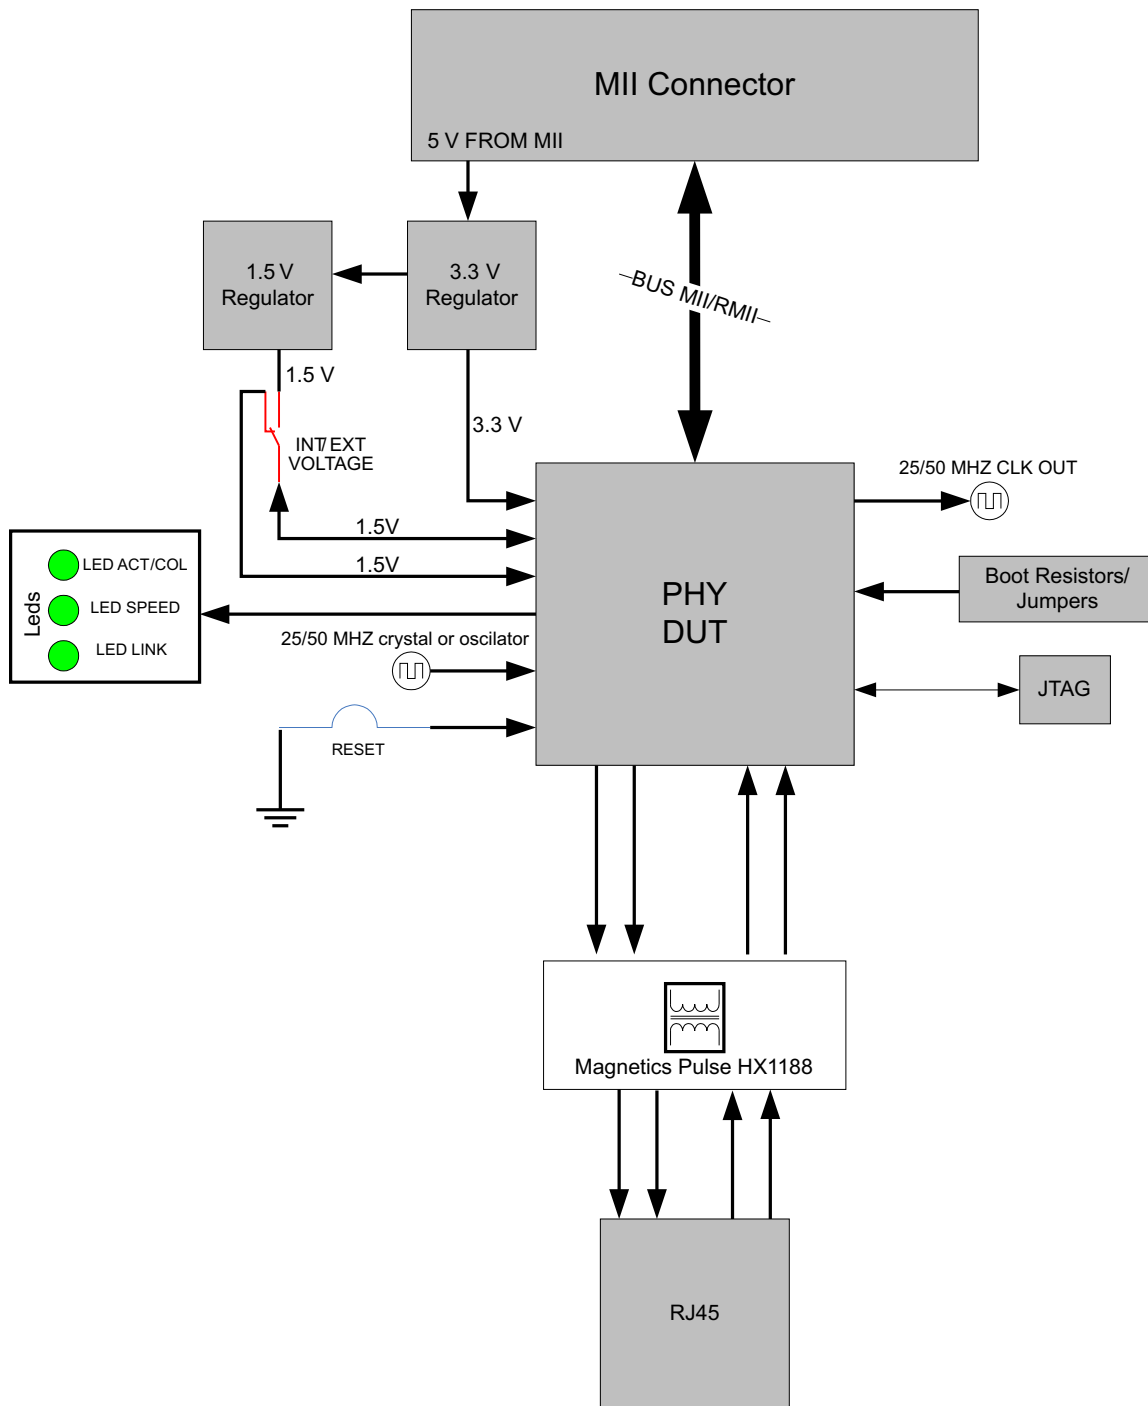 MII Connector
5 V FROM MII
1.5 V
Regulator
3.3 V
Regulator
BUS MII/RMII
1.5 V
3.3 V
INT/EXT
VOLTAGE
25/50 MHZ CLK OUT
1.5V
1.5V
Leds
LED ACT/COL
LED SPEED
LED LINK
PHY
DUT
Boot Resistors/
Jumpers
25/50 MHZ crystal or oscilator
JTAG
RESET
Magnetics Pulse HX1188
RJ45